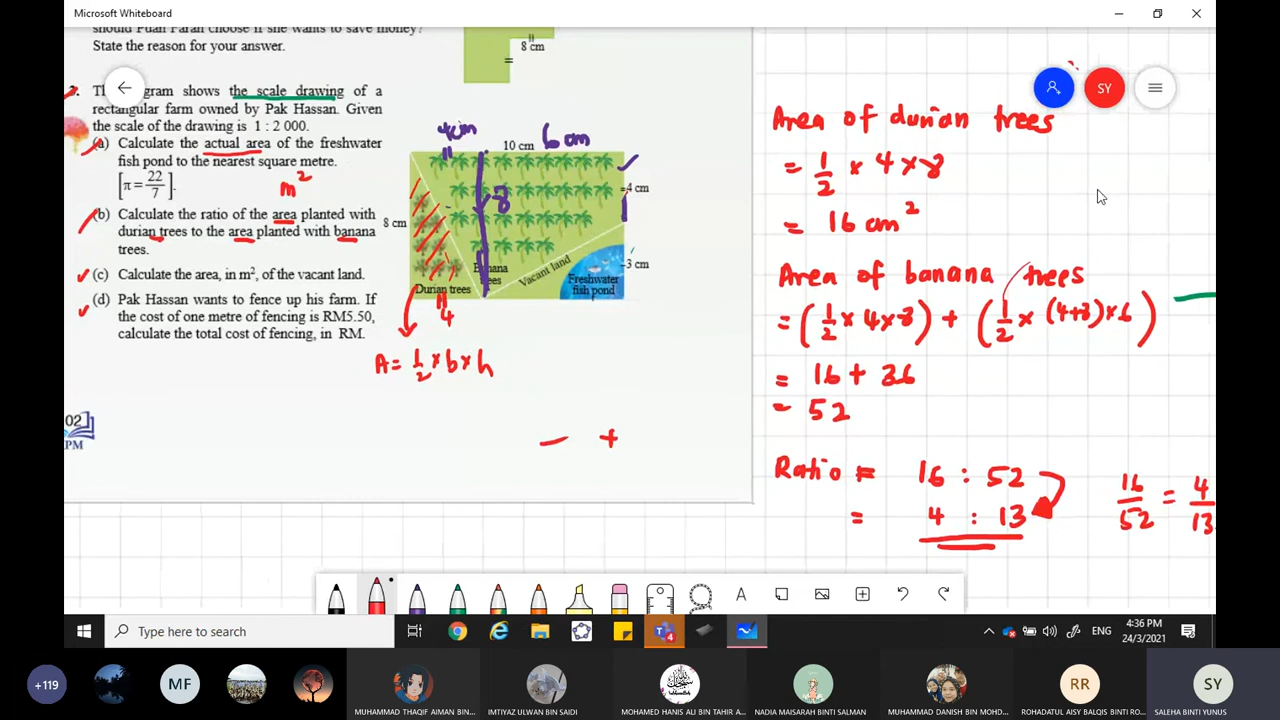 Microsoft Whiteboard
should Puan Farah choose if she wants to save money?
State the reason for your answer.
8 cm
=
gram shows the scale drawing of a
rectangular farm owned by Pak Hassan. Given
the scale of the drawing is 1 : 2 000.
(a) Calculate the actual area of the freshwater
fish pond to the nearest square metre.
[π = 22/7].
m²
(b) Calculate the ratio of the area planted with
durian trees to the area planted with banana
trees.
(c) Calculate the area, in m², of the vacant land.
(d) Pak Hassan wants to fence up his farm. If
the cost of one metre of fencing is RM5.50,
calculate the total cost of fencing, in RM.
4cm
6 cm
10 cm
4 cm
8
8 cm
3 cm
Banana trees
Vacant land
Freshwater fish pond
Durian trees
4
A = 1/2 × b × h
02
PM
− +
SY
Area of durian trees
= 1/2 × 4 × 8
= 16 cm²
Area of banana trees
= (1/2 × 4 × 8) + (1/2 × (4+8) × 6)
= 16 + 36
= 52
Ratio = 16 : 52
= 4 : 13
16/52 = 4/13
A
Type here to search
4
ENG
4:36 PM
24/3/2021
+119
MF
MUHAMMAD THAQIF AIMAN BIN...
IMTIYAZ ULWAN BIN SAIDI
MOHAMED HANIS ALI BIN TAHIR A...
NADIA MAISARAH BINTI SALMAN
MUHAMMAD DANISH BIN MOHD...
RR
ROHADATUL AISY BALQIS BINTI RO...
SY
SALEHA BINTI YUNUS